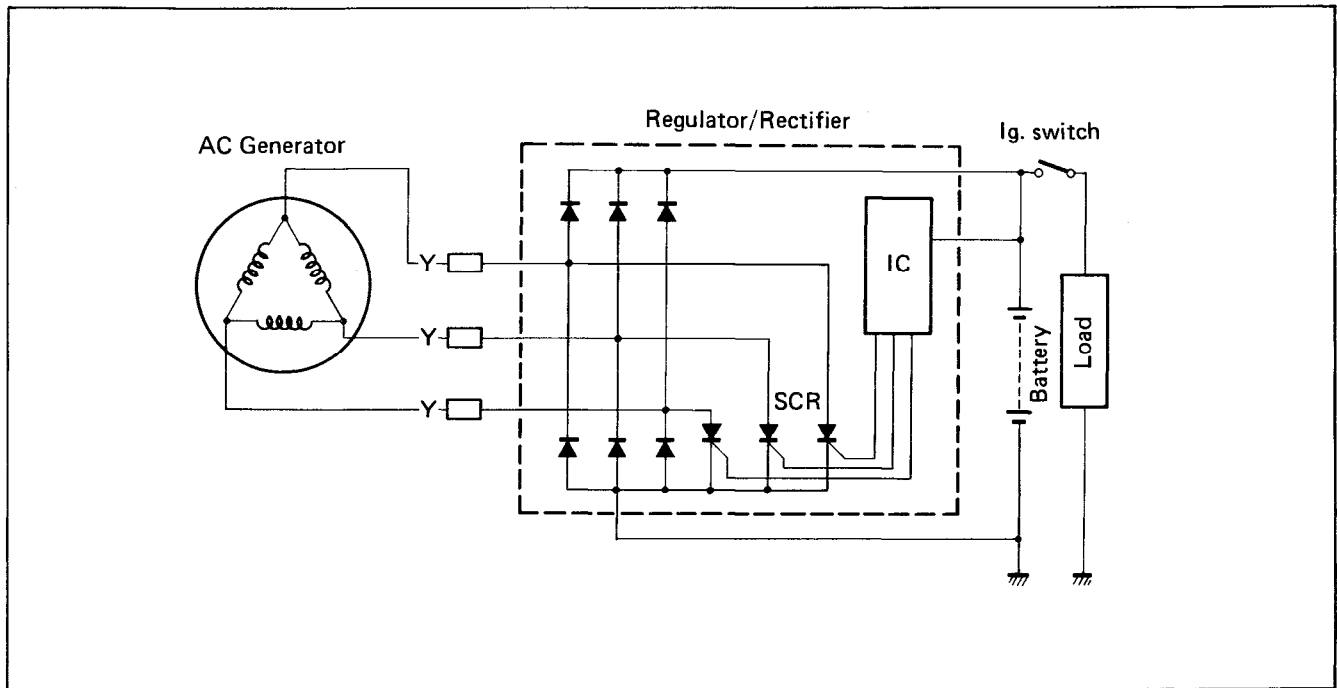 Regulator/Rectifier
Ig. switch
AC Generator
Y
IC
Y
Load
Battery
SCR
Y